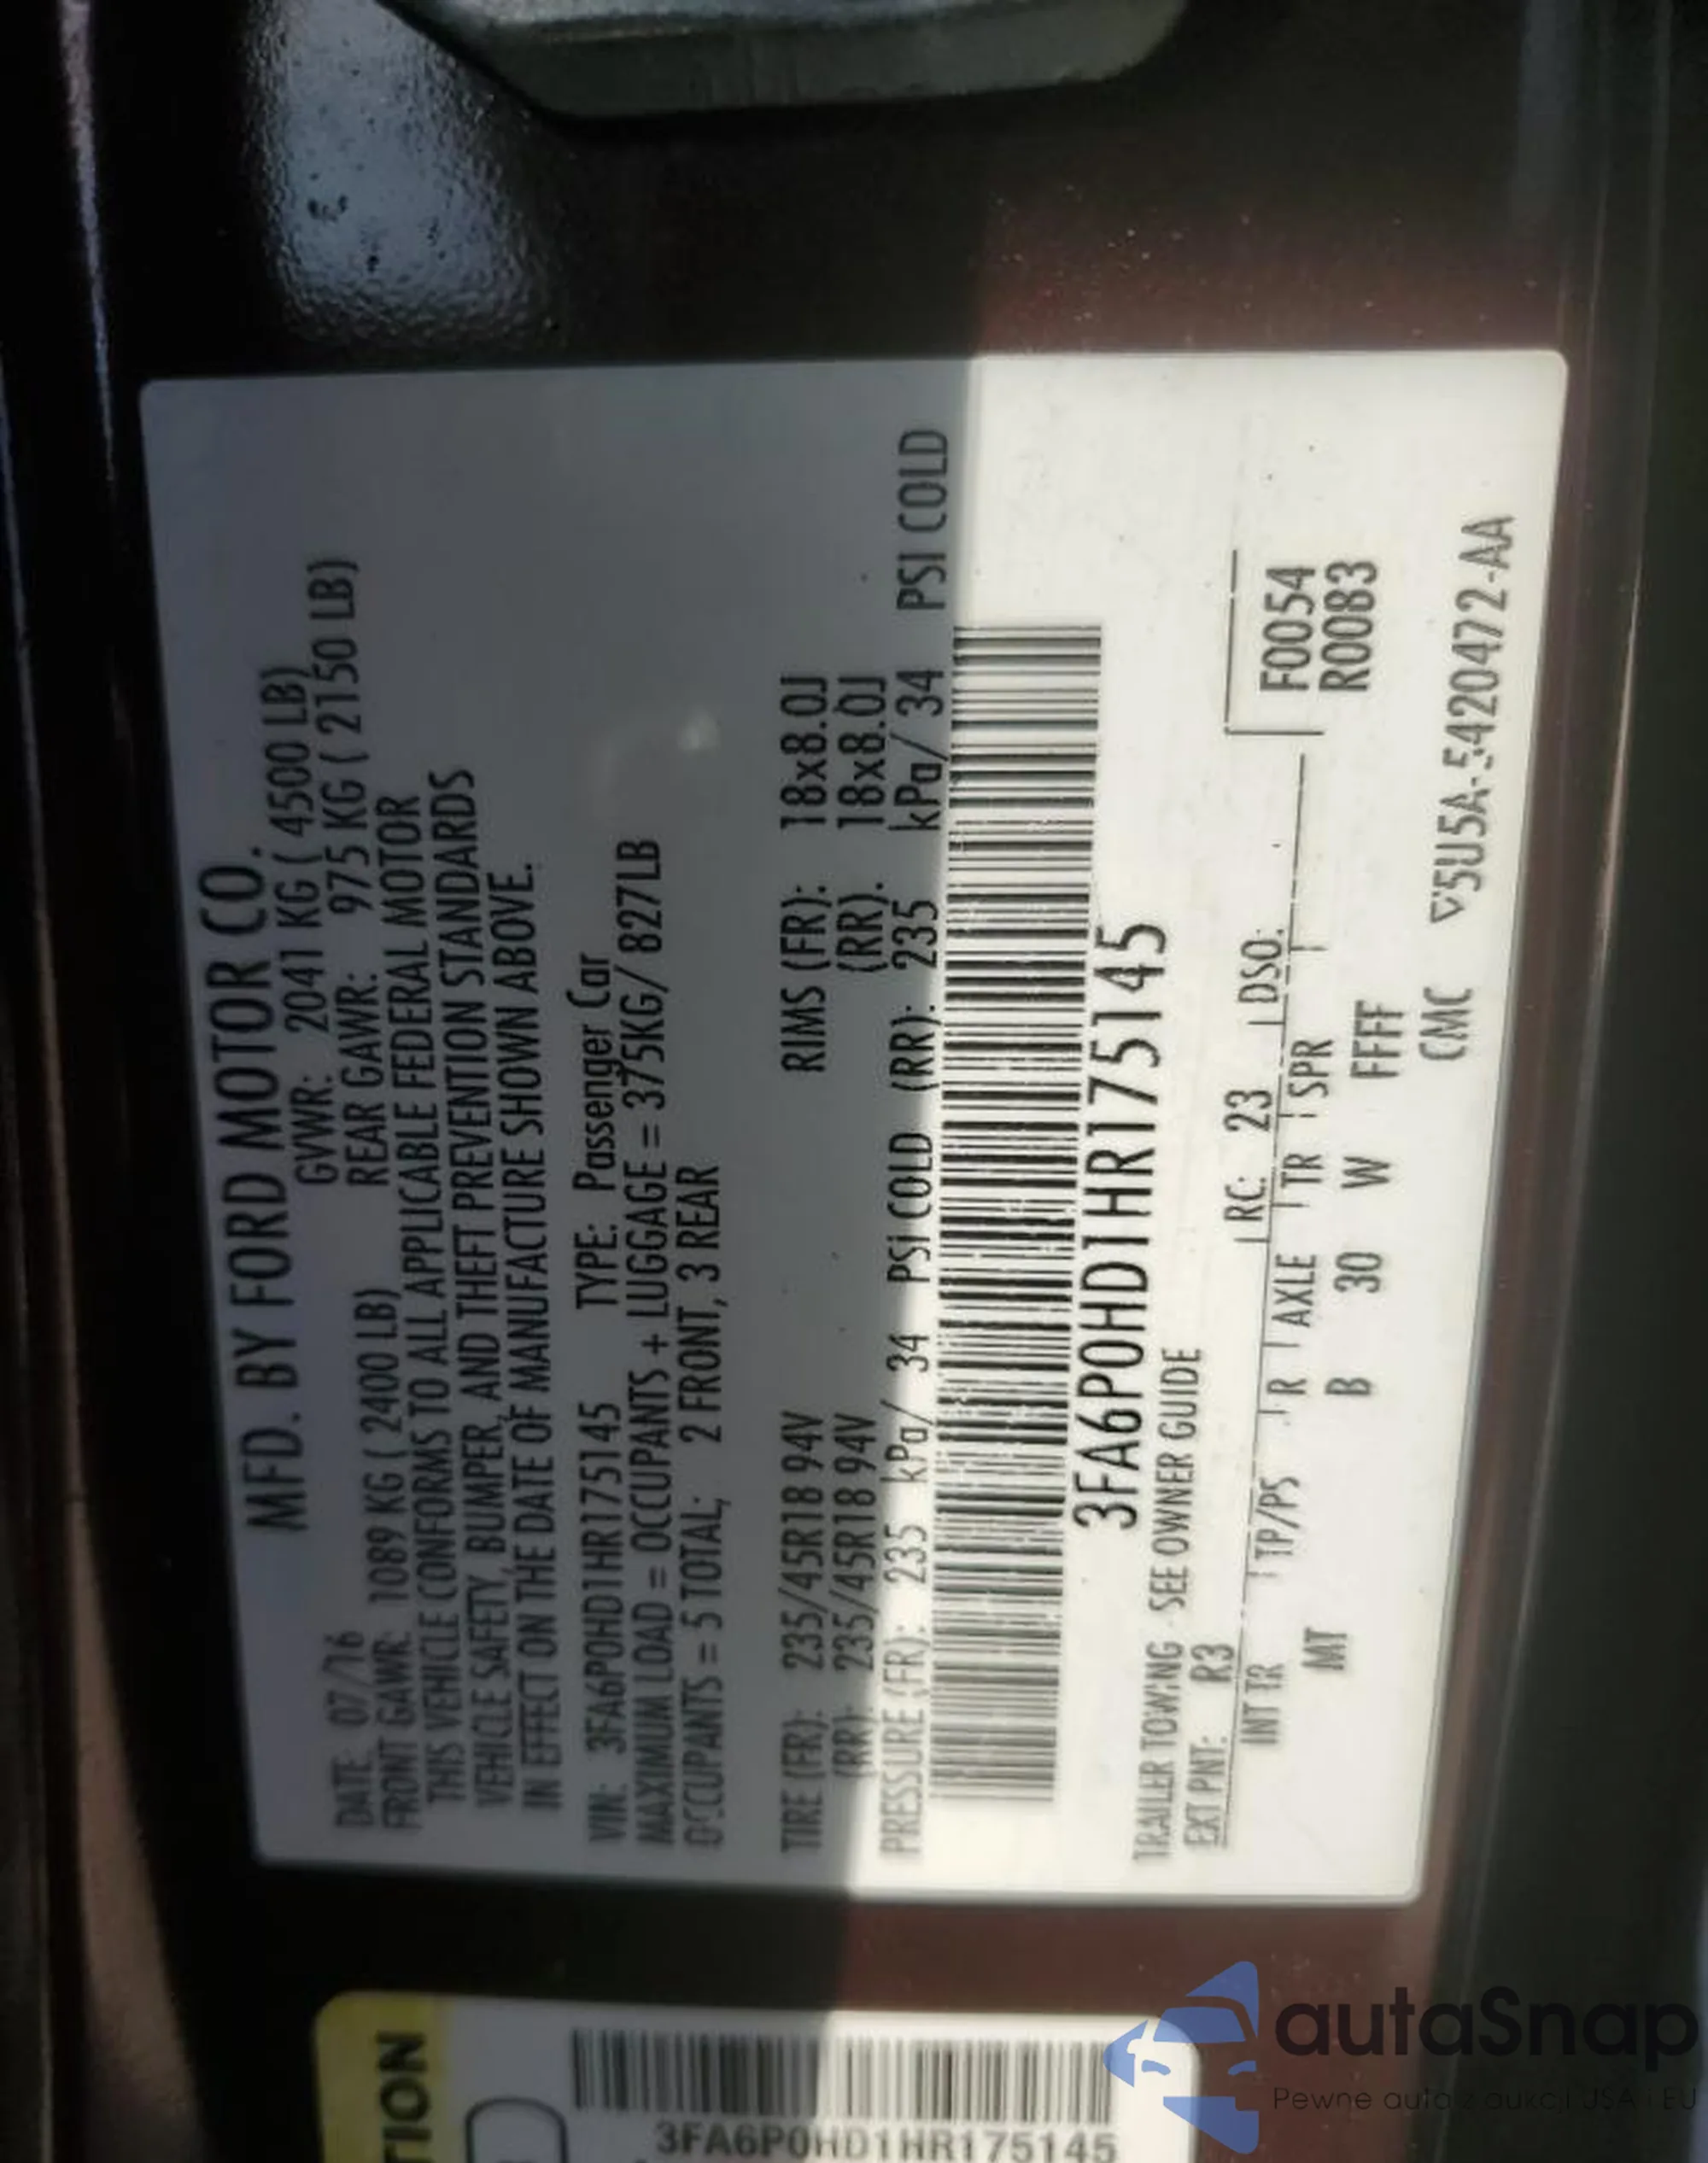 MFD. BY FORD MOTOR CO.
DATE: 07/16 GVWR: 2041 KG ( 4500 LB)
FRONT GAWR: 1089 KG ( 2400 LB) REAR GAWR: 975 KG ( 2150 LB)
THIS VEHICLE CONFORMS TO ALL APPLICABLE FEDERAL MOTOR
VEHICLE SAFETY, BUMPER, AND THEFT PREVENTION STANDARDS
IN EFFECT ON THE DATE OF MANUFACTURE SHOWN ABOVE.
VIN: 3FA6P0HD1HR175145 TYPE: Passenger Car
MAXIMUM LOAD = OCCUPANTS + LUGGAGE = 375KG/ 827LB
OCCUPANTS = 5 TOTAL; 2 FRONT, 3 REAR
TIRE (FR): 235/45R18 94V RIMS (FR): 18x8.0J
(RR): 235/45R18 94V (RR): 18x8.0J
PRESSURE (FR): 235 kPa/ 34 PSI COLD (RR): 235 kPa/ 34 PSI COLD
3FA6P0HD1HR175145
TRAILER TOWING - SEE OWNER GUIDE
EXT PNT: R3 RC: 23 DSO:
INT TR TP/PS R AXLE TR SPR F0054
MT B 30 W FFFF R0083
CMC ▽5U5A-5420472-AA
TION
3FA6P0HD1HR175145
autaSnap
Pewne auta z aukcji USA i EU